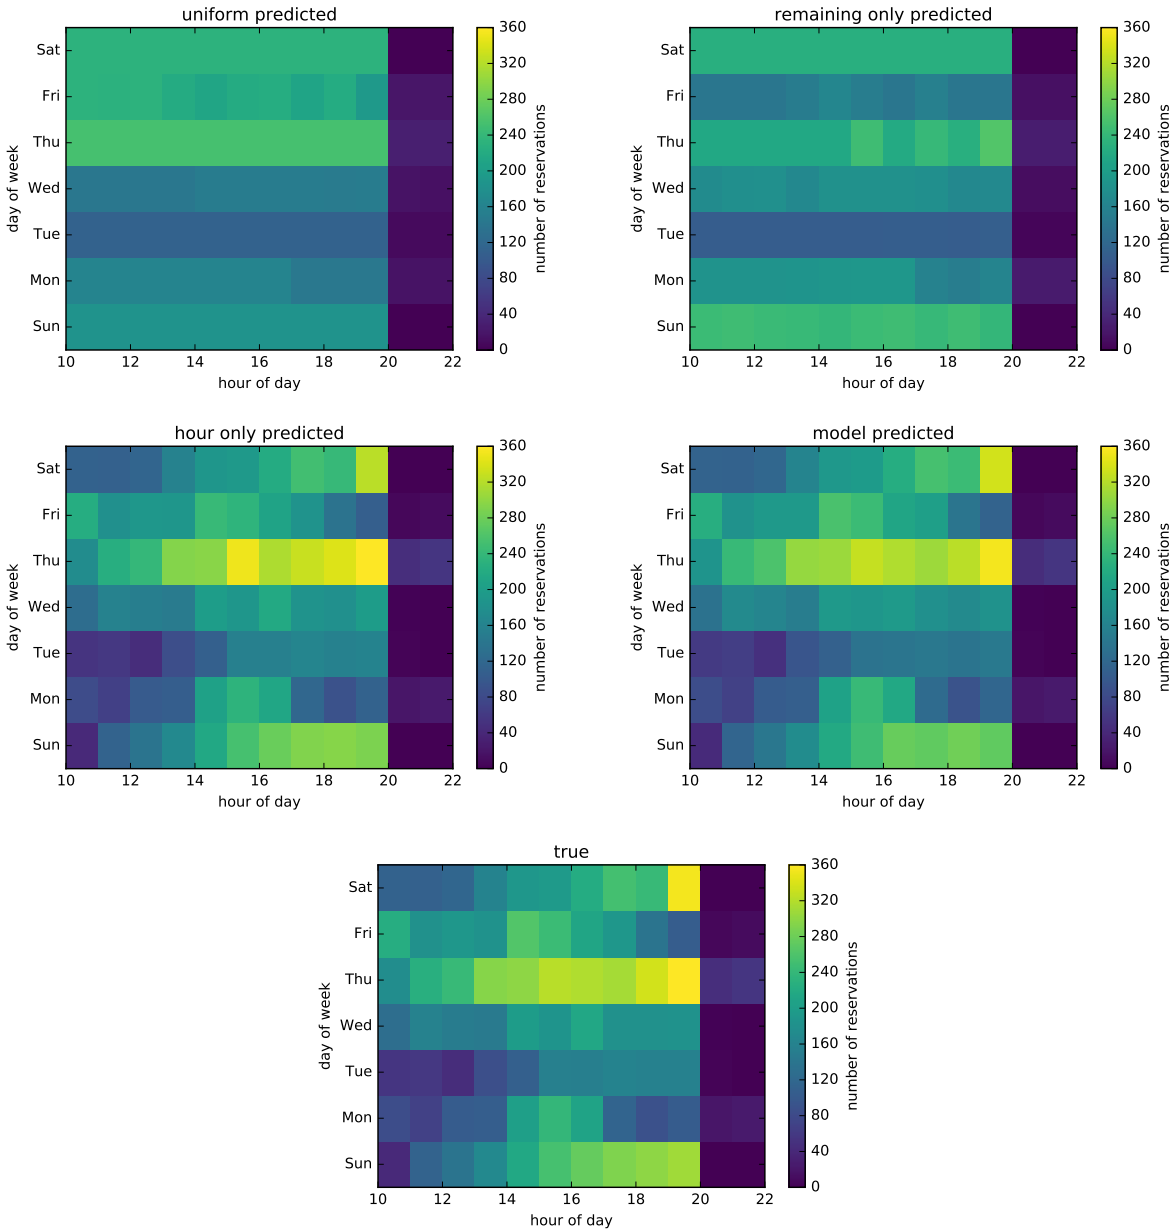 uniform predicted
Sat
Fri
Thu
Wed
Tue
Mon
Sun
day of week
10 12 14 16 18 20 22
hour of day
360
320
280
240
200
160
120
80
40
0
number of reservations
remaining only predicted
Sat
Fri
Thu
Wed
Tue
Mon
Sun
day of week
10 12 14 16 18 20 22
hour of day
360
320
280
240
200
160
120
80
40
0
number of reservations
hour only predicted
Sat
Fri
Thu
Wed
Tue
Mon
Sun
day of week
10 12 14 16 18 20 22
hour of day
360
320
280
240
200
160
120
80
40
0
number of reservations
model predicted
Sat
Fri
Thu
Wed
Tue
Mon
Sun
day of week
10 12 14 16 18 20 22
hour of day
360
320
280
240
200
160
120
80
40
0
number of reservations
true
Sat
Fri
Thu
Wed
Tue
Mon
Sun
day of week
10 12 14 16 18 20 22
hour of day
360
320
280
240
200
160
120
80
40
0
number of reservations